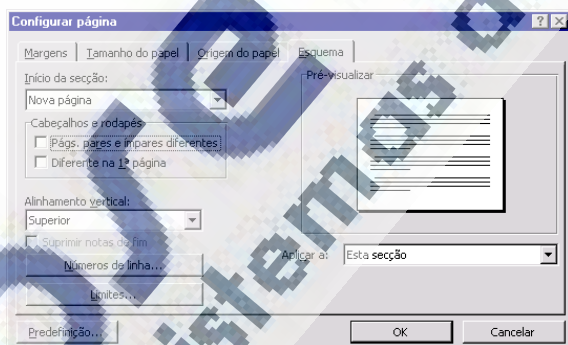 Configurar página
Margens Tamanho do papel Origem do papel Esquema
Início da secção:
Nova página
Cabeçalhos e rodapés
Págs. pares e ímpares diferentes
Diferente na 1ª página
Alinhamento vertical:
Superior
Suprimir notas de fim
Números de linha...
Limites...
Pré-visualizar
Aplicar a: Esta secção
Predefinição... OK Cancelar